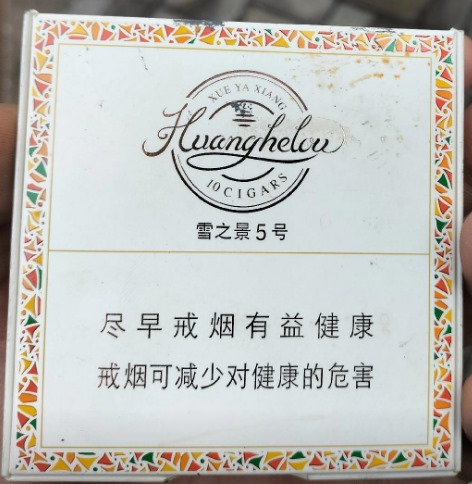 XUE YA XIANG
Huanghelou
10 CIGARS
雪之景5号
尽早戒烟有益健康
戒烟可减少对健康的危害